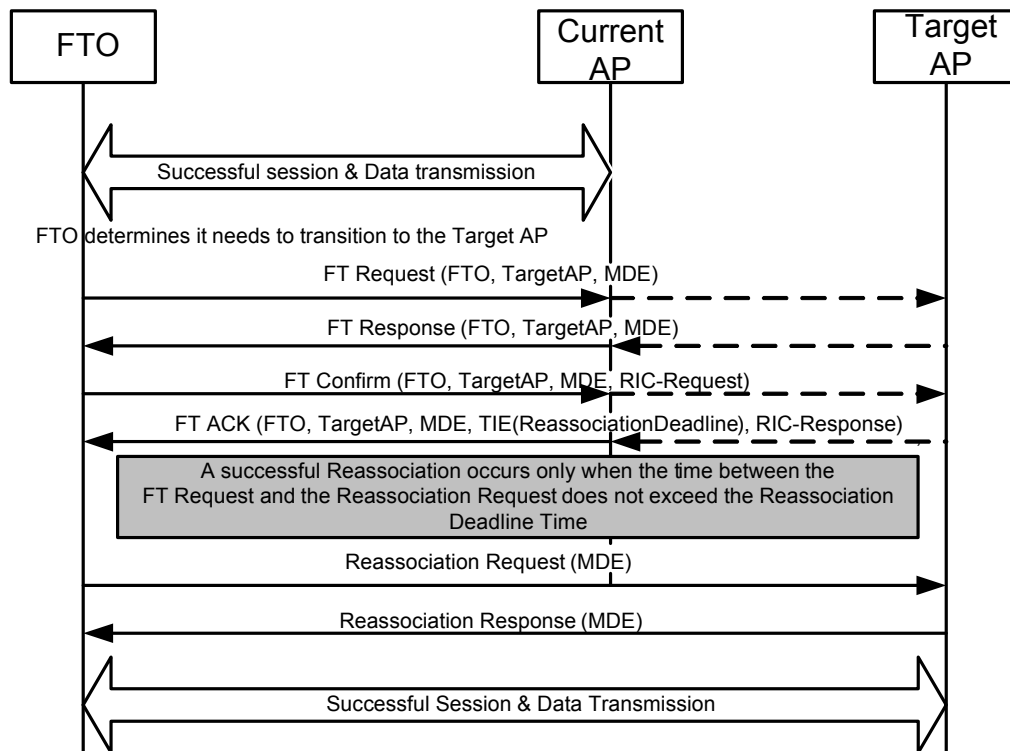 FTO
Current
AP
Target
AP
Successful session & Data transmission
FTO determines it needs to transition to the Target AP
FT Request (FTO, TargetAP, MDE)
FT Response (FTO, TargetAP, MDE)
FT Confirm (FTO, TargetAP, MDE, RIC-Request)
FT ACK (FTO, TargetAP, MDE, TIE(ReassociationDeadline), RIC-Response)
A successful Reassociation occurs only when the time between the
FT Request and the Reassociation Request does not exceed the Reassociation
Deadline Time
Reassociation Request (MDE)
Reassociation Response (MDE)
Successful Session & Data Transmission